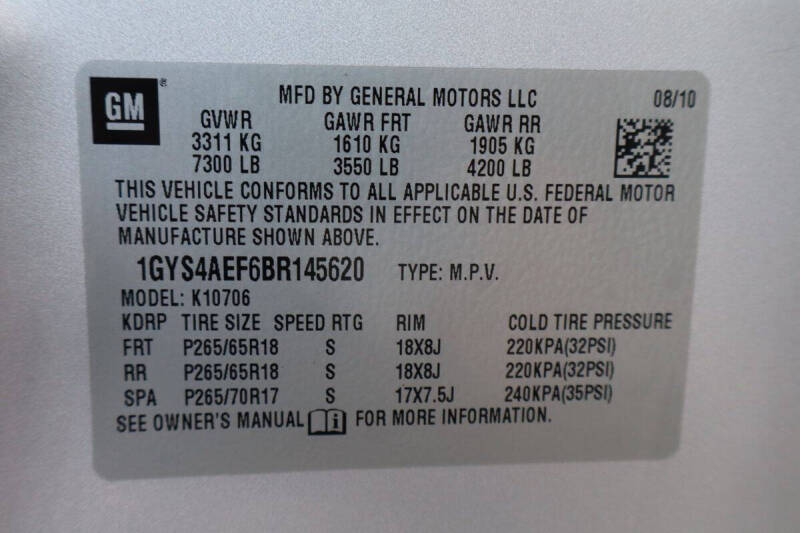 GM ®
MFD BY GENERAL MOTORS LLC 08/10
GVWR GAWR FRT GAWR RR
3311 KG 1610 KG 1905 KG
7300 LB 3550 LB 4200 LB
THIS VEHICLE CONFORMS TO ALL APPLICABLE U.S. FEDERAL MOTOR
VEHICLE SAFETY STANDARDS IN EFFECT ON THE DATE OF
MANUFACTURE SHOWN ABOVE.
1GYS4AEF6BR145620 TYPE: M.P.V.
MODEL: K10706
KDRP TIRE SIZE SPEED RTG RIM COLD TIRE PRESSURE
FRT P265/65R18 S 18X8J 220KPA(32PSI)
RR P265/65R18 S 18X8J 220KPA(32PSI)
SPA P265/70R17 S 17X7.5J 240KPA(35PSI)
SEE OWNER'S MANUAL i FOR MORE INFORMATION.